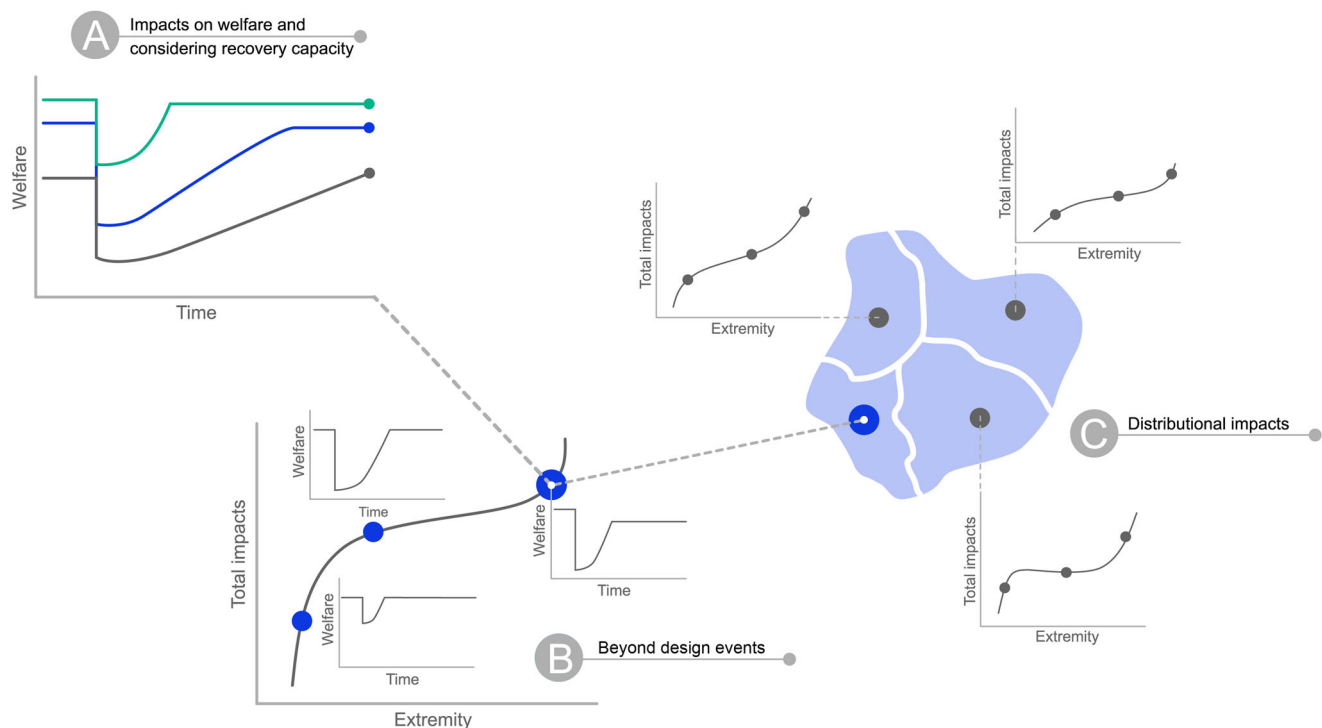 A
Impacts on welfare and
considering recovery capacity
Welfare
Time
Total impacts
Extremity
Total impacts
Extremity
C
Distributional impacts
Total impacts
Extremity
Total impacts
Extremity
Welfare
Time
Welfare
Time
Welfare
Time
B
Beyond design events